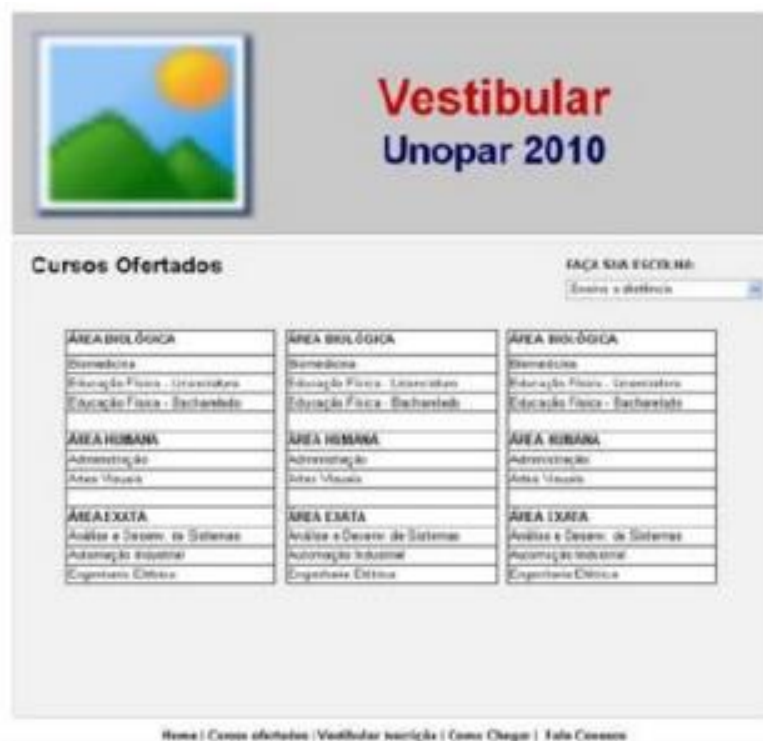 Vestibular
Unopar 2010
Cursos Ofertados
FAÇA SUA ESCOLHA:
Ensino a distância
ÁREA BIOLÓGICA
Biomedicina
Educação Física - Licenciatura
Educação Física - Bacharelado
ÁREA HUMANA
Administração
Artes Visuais
ÁREA EXATA
Análise e Desenv. de Sistemas
Automação Industrial
Engenharia Elétrica
ÁREA BIOLÓGICA
Biomedicina
Educação Física - Licenciatura
Educação Física - Bacharelado
ÁREA HUMANA
Administração
Artes Visuais
ÁREA EXATA
Análise e Desenv. de Sistemas
Automação Industrial
Engenharia Elétrica
ÁREA BIOLÓGICA
Biomedicina
Educação Física - Licenciatura
Educação Física - Bacharelado
ÁREA HUMANA
Administração
Artes Visuais
ÁREA EXATA
Análise e Desenv. de Sistemas
Automação Industrial
Engenharia Elétrica
Home | Cursos ofertados | Vestibular inscrição | Como Chegar | Fale Conosco